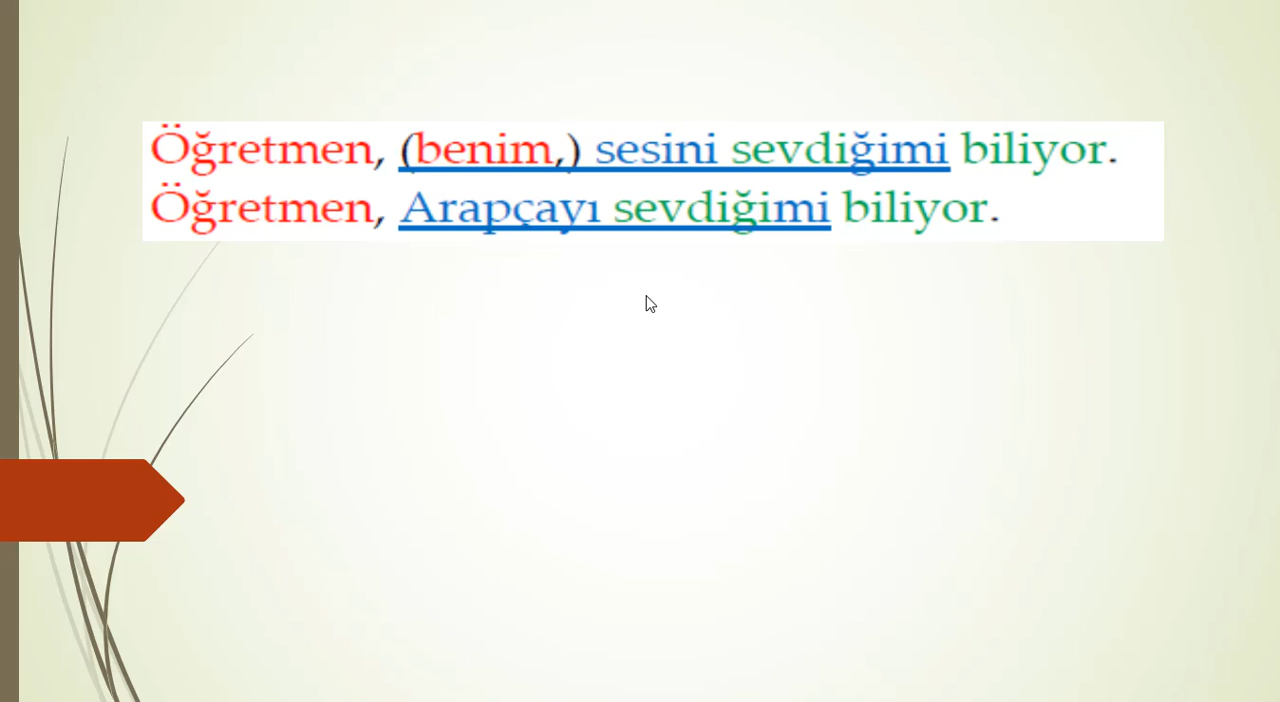 Öğretmen, (benim,) sesini sevdiğimi biliyor.
Öğretmen, Arapçayı sevdiğimi biliyor.